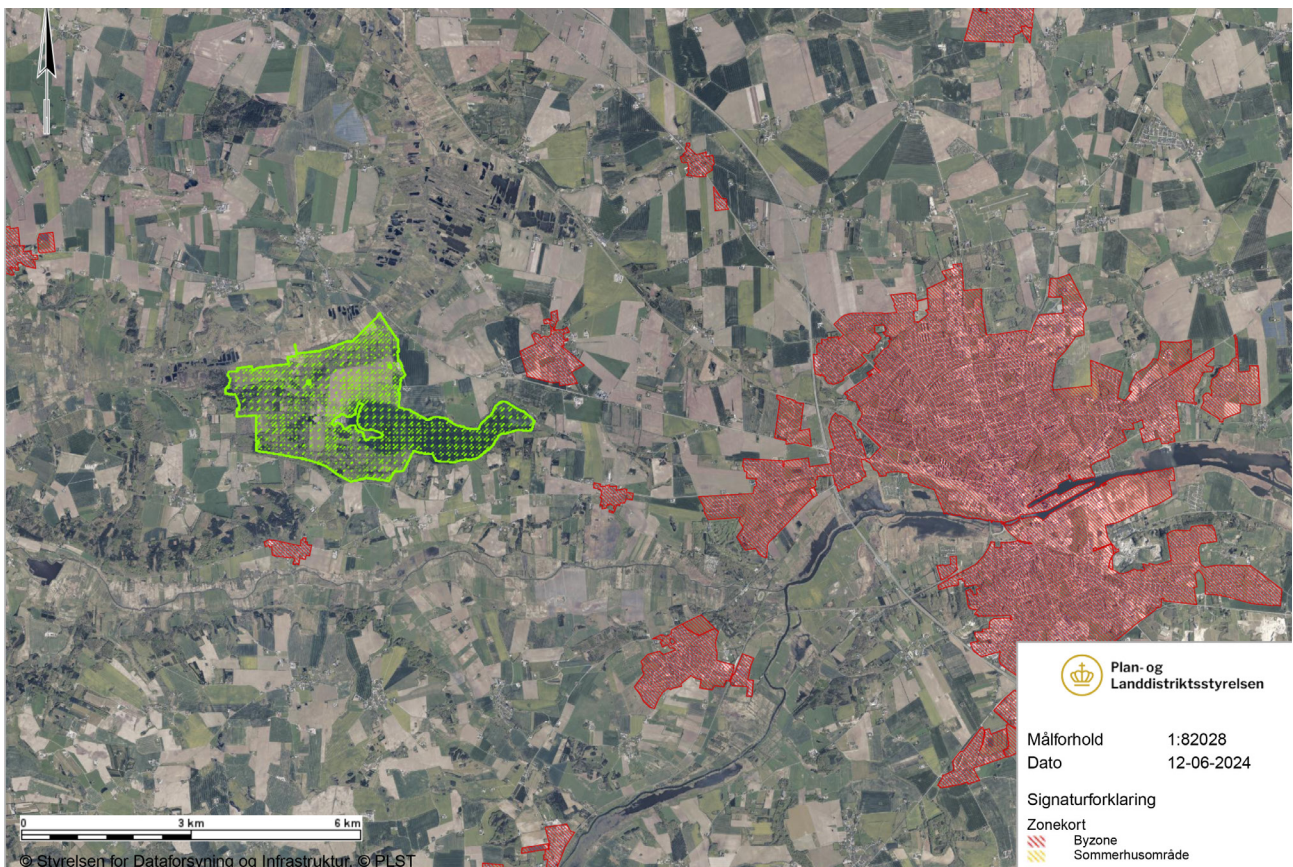 Plan- og
Landdistriktsstyrelsen
Målforhold 1:82028
Dato 12-06-2024
Signaturforklaring
Zonekort
Byzone
Sommerhusområde
0 3 km 6 km
© Styrelsen for Dataforsyning og Infrastruktur, © PLST